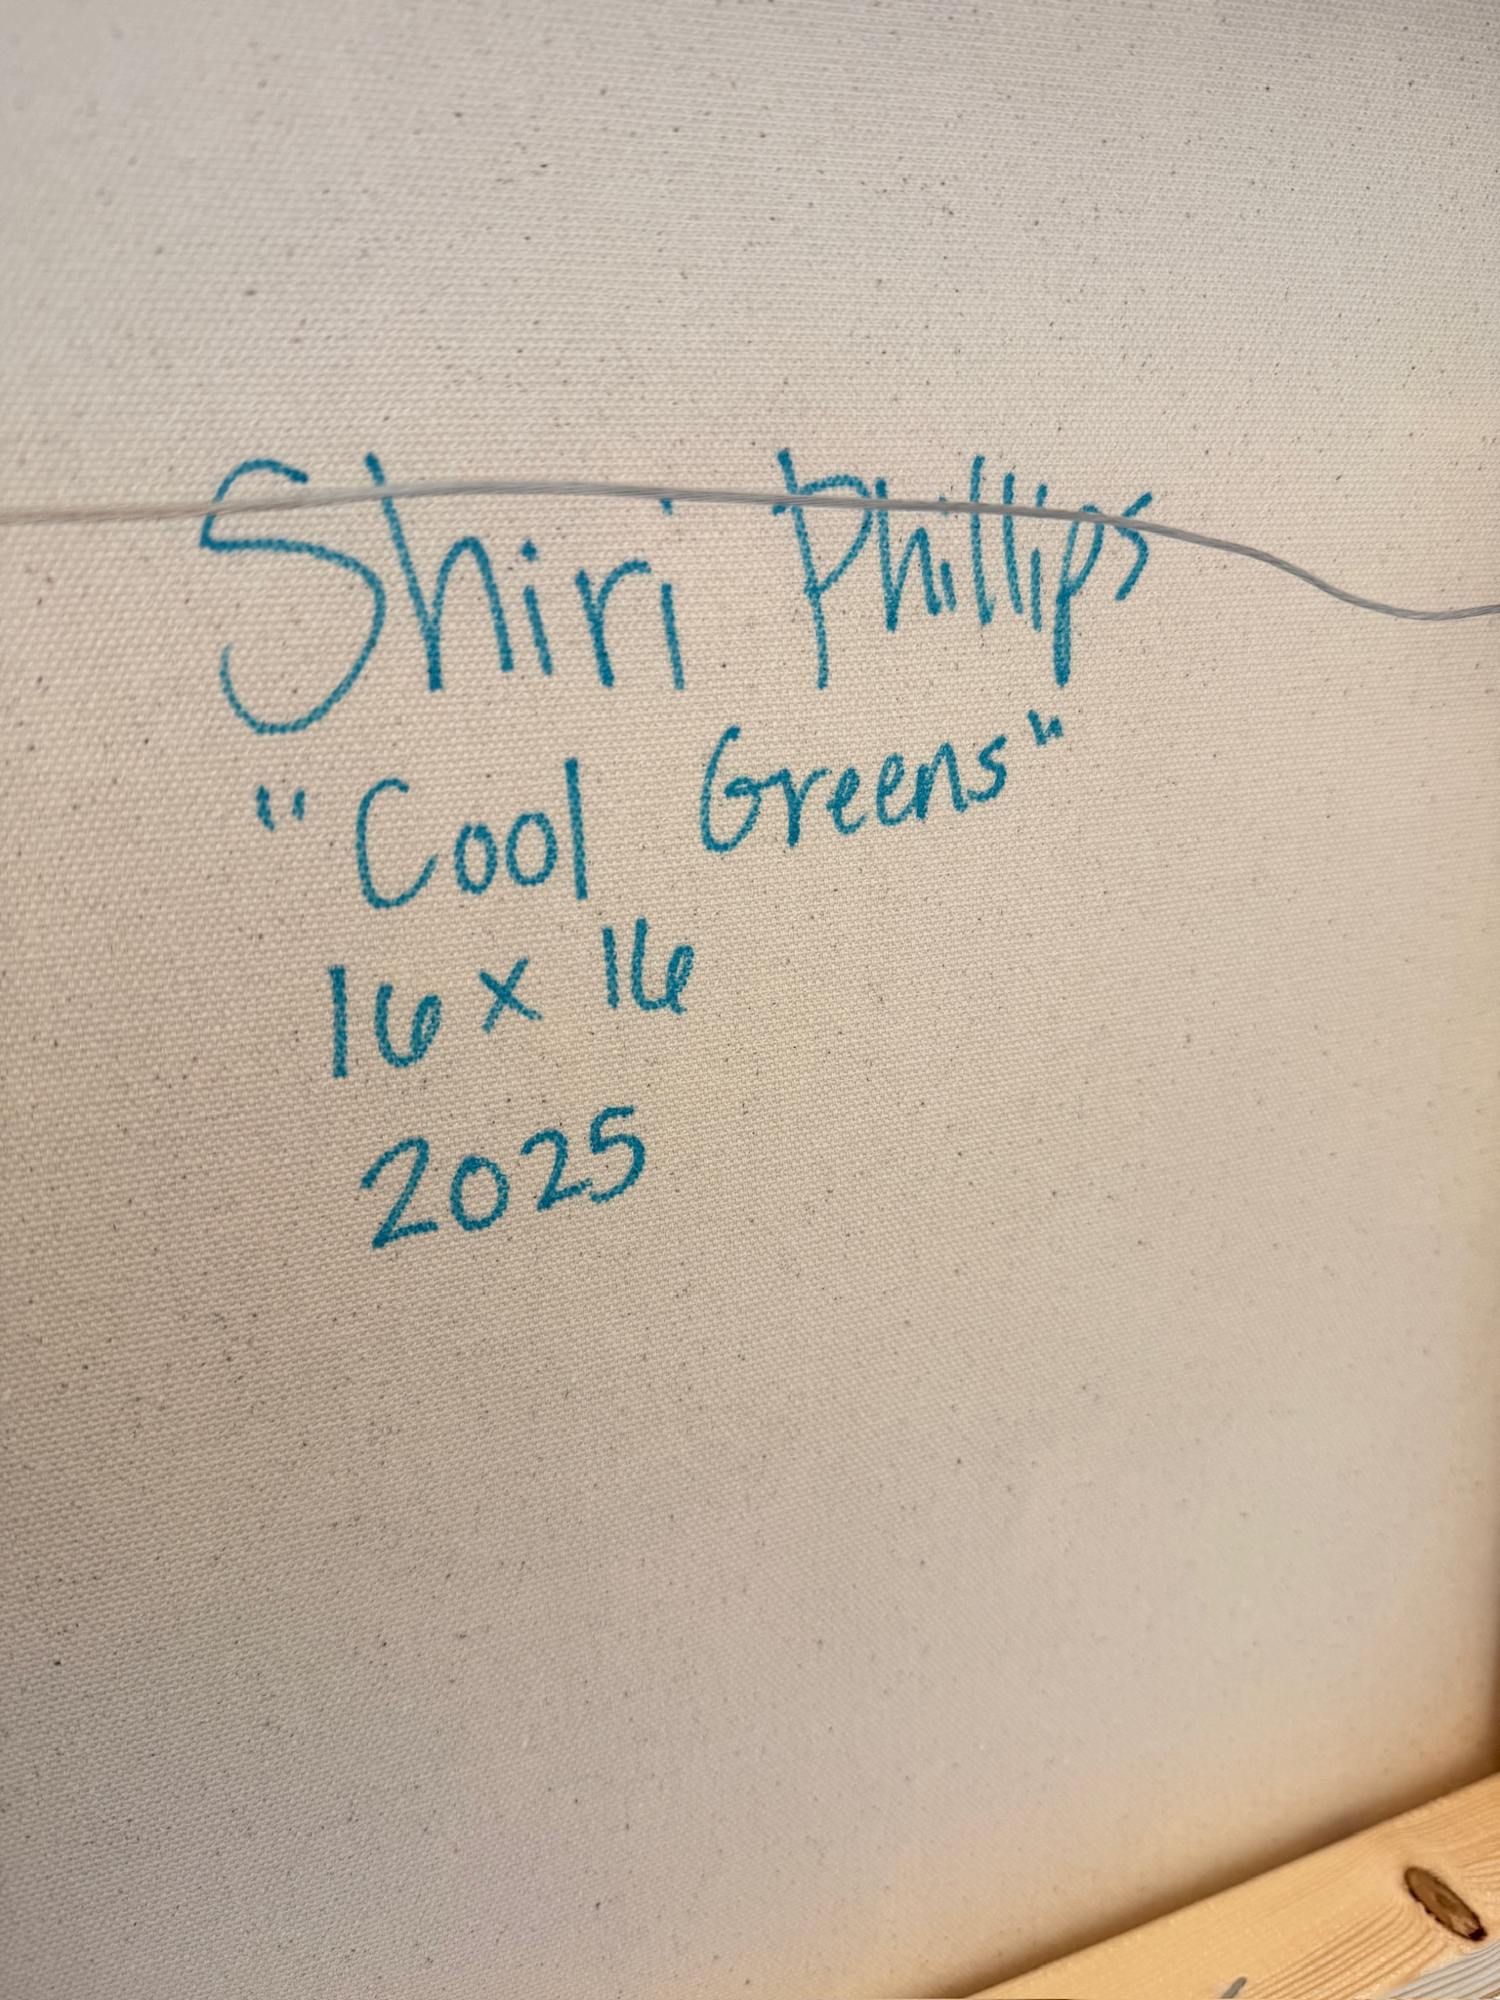 Shiri Phillips
"Cool Greens"
16 x 16
2025